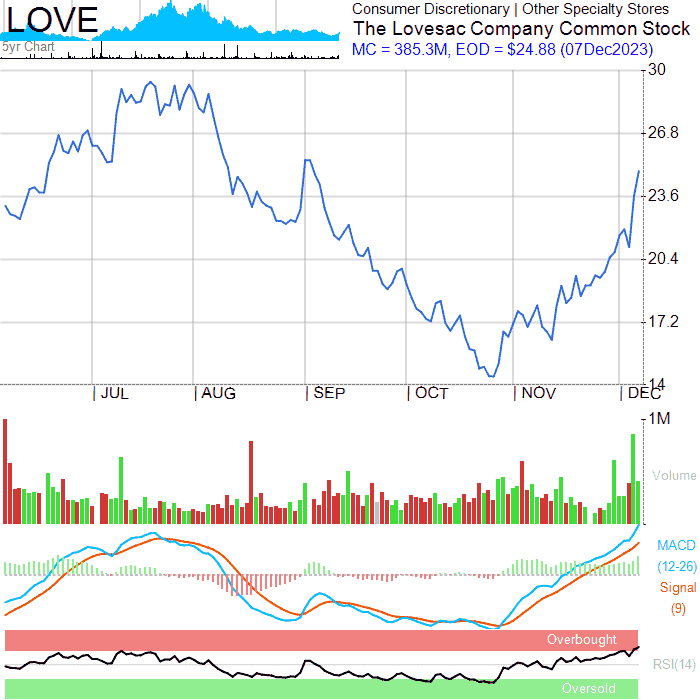 LOVE
5yr Chart
Consumer Discretionary | Other Specialty Stores
The Lovesac Company Common Stock
MC = 385.3M, EOD = $24.88 (07Dec2023)
30
26.8
23.6
20.4
17.2
14
JUL
AUG
SEP
OCT
NOV
DEC
1M
Volume
MACD
(12-26)
Signal
(9)
Overbought
RSI(14)
Oversold